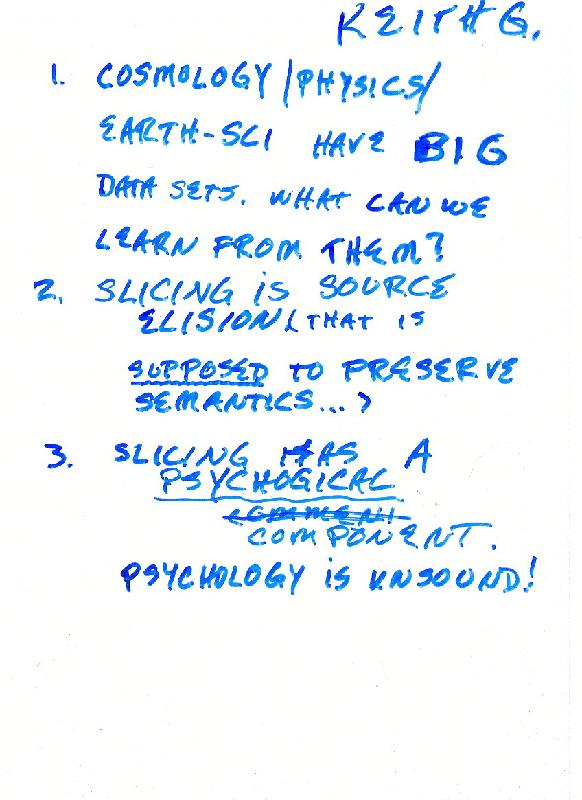 KEITH G.
1. COSMOLOGY/PHYSICS/
EARTH-SCI HAVE BIG
DATA SETS. WHAT CAN WE
LEARN FROM THEM?
2. SLICING IS SOURCE
ELISION (THAT IS
SUPPOSED TO PRESERVE
SEMANTICS...)
3. SLICING HAS A
PSYCHOGICAL
COMPONENT.
PSYCHOLOGY IS UNSOUND!